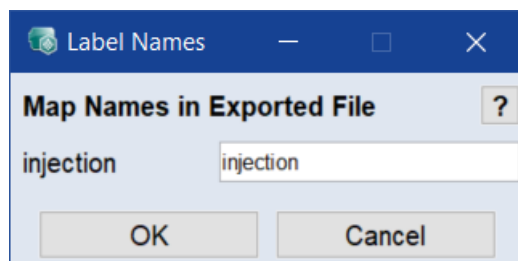 Label Names
Map Names in Exported File ?
injection injection
OK Cancel